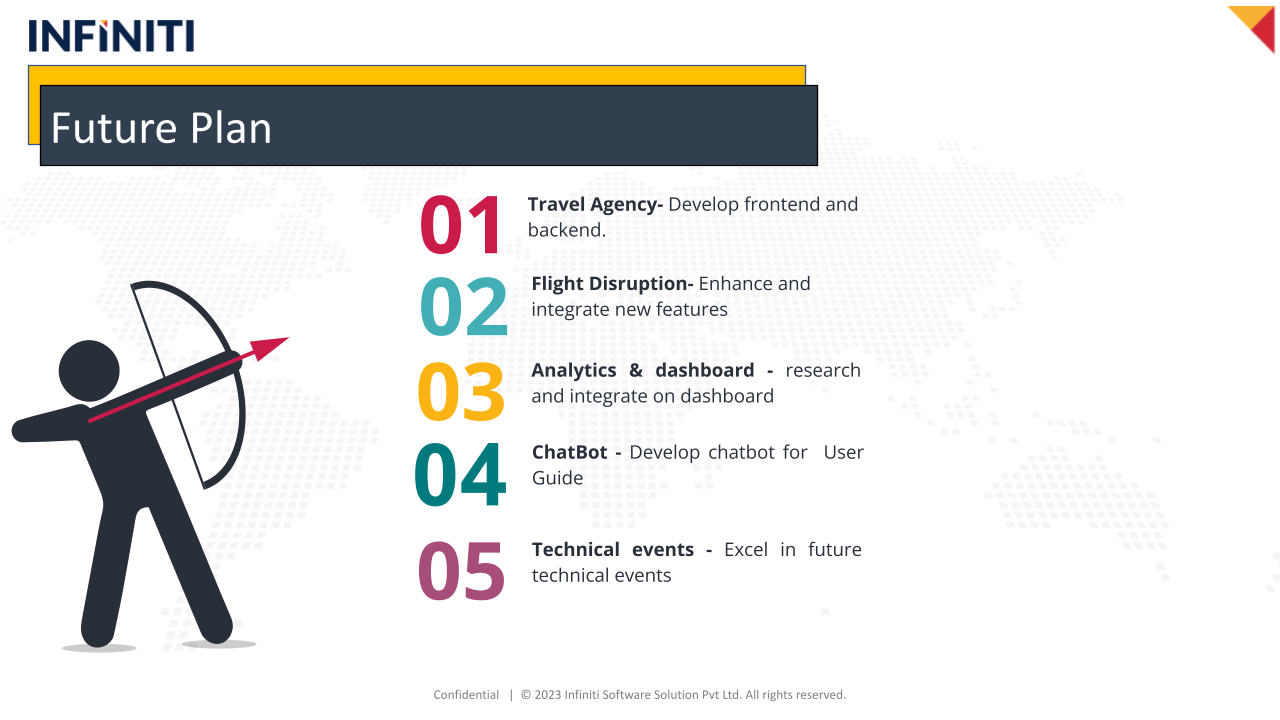 INFINITI
Future Plan
01
Travel Agency- Develop frontend and
backend.
02
Flight Disruption- Enhance and
integrate new features
03
Analytics & dashboard - research
and integrate on dashboard
04
ChatBot - Develop chatbot for User
Guide
05
Technical events - Excel in future
technical events
Confidential | © 2023 Infiniti Software Solution Pvt Ltd. All rights reserved.